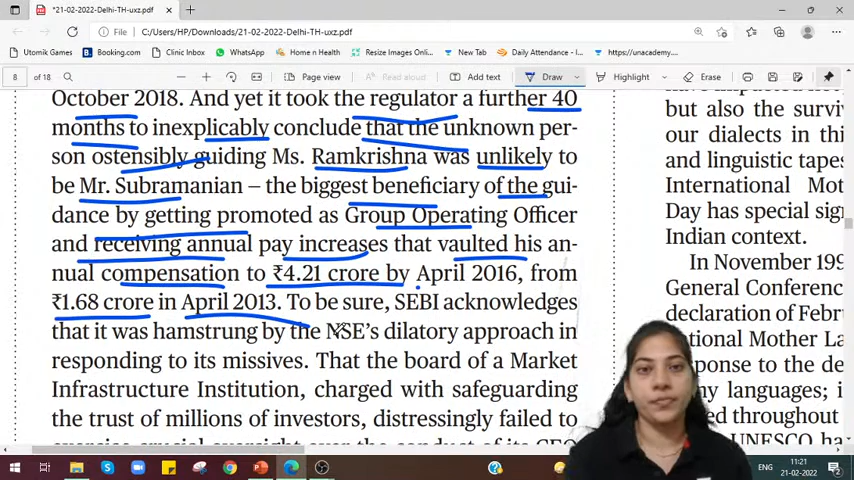 *21-02-2022-Delhi-TH-uxz.pdf
File
C:/Users/HP/Downloads/21-02-2022-Delhi-TH-uxz.pdf
Utomik Games
Booking.com
Clinic Inbox
WhatsApp
Home n Health
Resize Images Onl...
New Tab
Daily Attendance - I...
https://unacademy....
8 of 18
Page view
Read aloud
Add text
Draw
Highlight
Erase
October 2018. And yet it took the regulator a further 40
months to inexplicably conclude that the unknown per-
son ostensibly guiding Ms. Ramkrishna was unlikely to
be Mr. Subramanian – the biggest beneficiary of the gui-
dance by getting promoted as Group Operating Officer
and receiving annual pay increases that vaulted his an-
nual compensation to ₹4.21 crore by April 2016, from
₹1.68 crore in April 2013. To be sure, SEBI acknowledges
that it was hamstrung by the NSE's dilatory approach in
responding to its missives. That the board of a Market
Infrastructure Institution, charged with safeguarding
the trust of millions of investors, distressingly failed to
but also the surviv
our dialects in thi
and linguistic tapes
International Mot
Day has special sig
Indian context.
In November 199
General Conferenc
declaration of Febru
national Mother La
sponse to the de
ny languages; i
ed throughout
UNESCO ha
ENG
11:21
21-02-2022